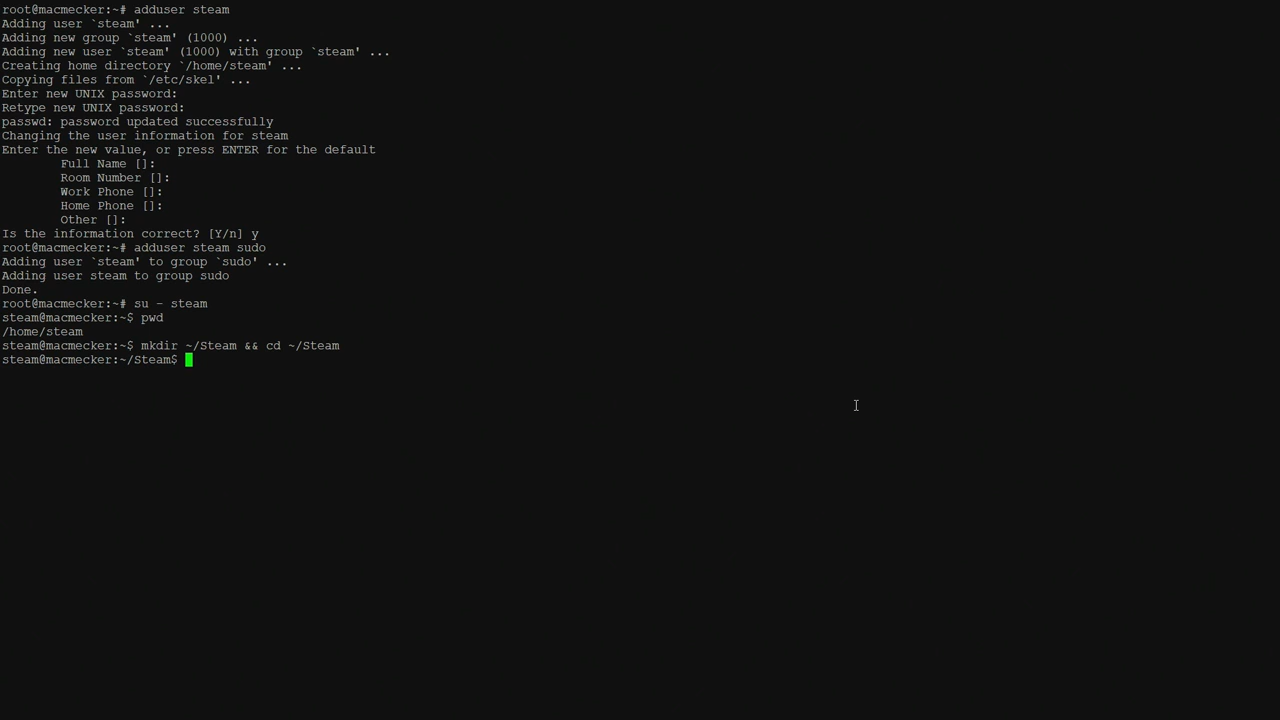 root@macmecker:~# adduser steam
Adding user `steam' ...
Adding new group `steam' (1000) ...
Adding new user `steam' (1000) with group `steam' ...
Creating home directory `/home/steam' ...
Copying files from `/etc/skel' ...
Enter new UNIX password:
Retype new UNIX password:
passwd: password updated successfully
Changing the user information for steam
Enter the new value, or press ENTER for the default
        Full Name []:
        Room Number []:
        Work Phone []:
        Home Phone []:
        Other []:
Is the information correct? [Y/n] y
root@macmecker:~# adduser steam sudo
Adding user `steam' to group `sudo' ...
Adding user steam to group sudo
Done.
root@macmecker:~# su - steam
steam@macmecker:~$ pwd
/home/steam
steam@macmecker:~$ mkdir ~/Steam && cd ~/Steam
steam@macmecker:~/Steam$